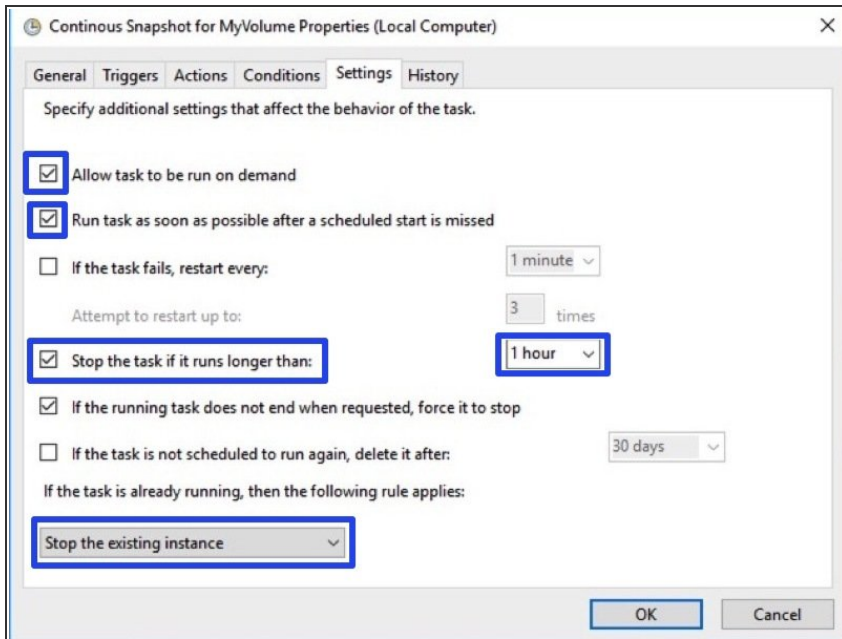 Continous Snapshot for MyVolume Properties (Local Computer)
General Triggers Actions Conditions Settings History
Specify additional settings that affect the behavior of the task.
Allow task to be run on demand
Run task as soon as possible after a scheduled start is missed
If the task fails, restart every: 1 minute
Attempt to restart up to: 3 times
Stop the task if it runs longer than: 1 hour
If the running task does not end when requested, force it to stop
If the task is not scheduled to run again, delete it after: 30 days
If the task is already running, then the following rule applies:
Stop the existing instance
OK Cancel